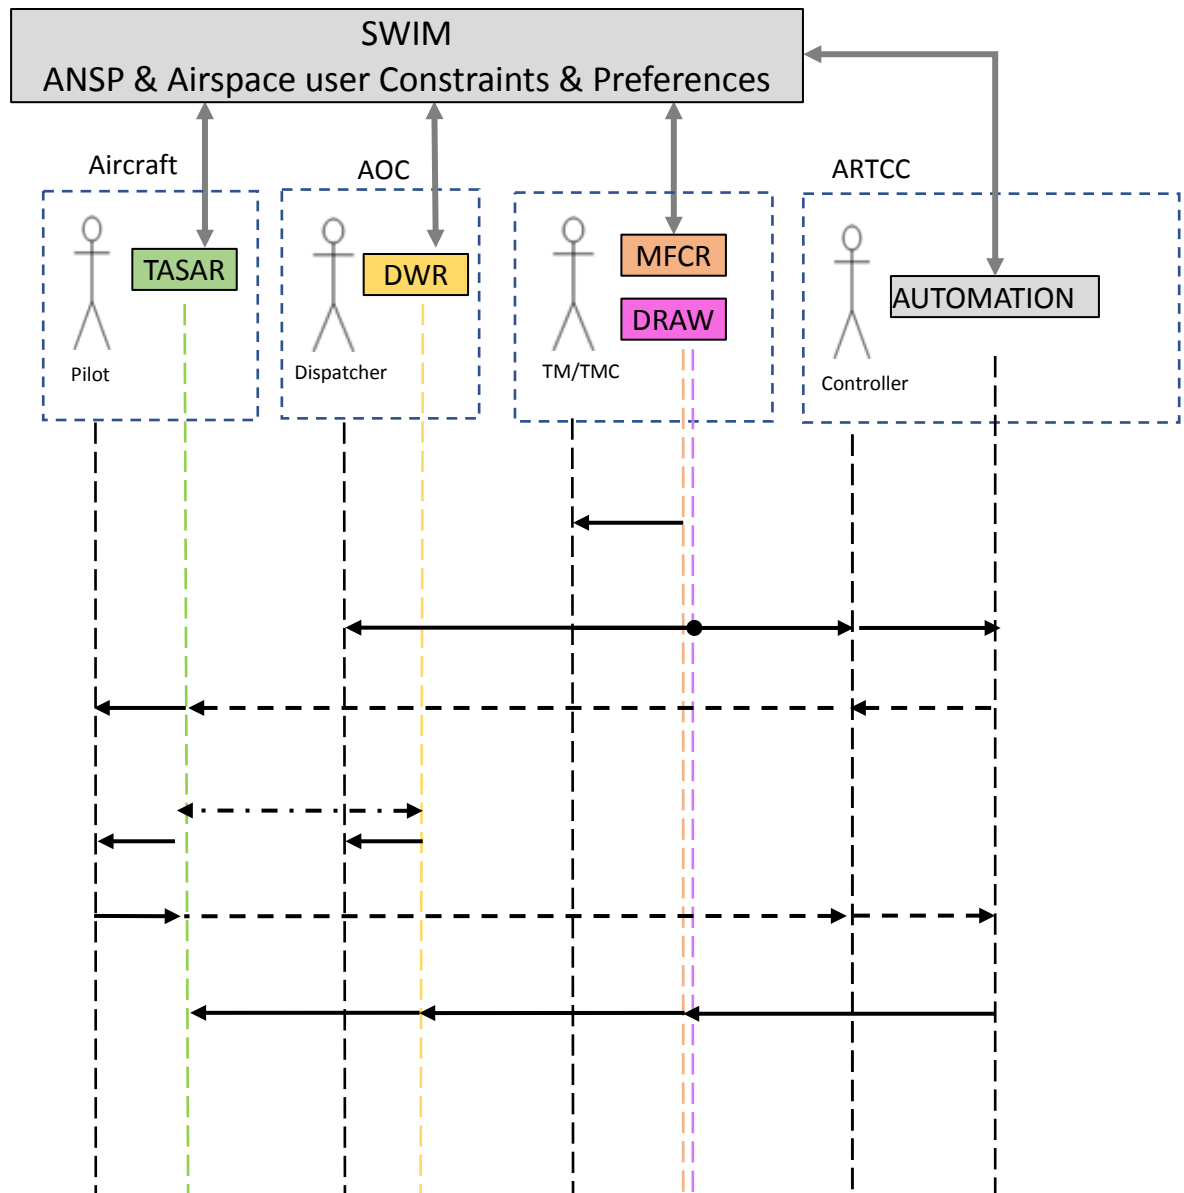 SWIM
ANSP & Airspace user Constraints & Preferences
Aircraft
AOC
ARTCC
TASAR
DWR
MFCR
DRAW
AUTOMATION
Pilot
Dispatcher
TM/TMC
Controller